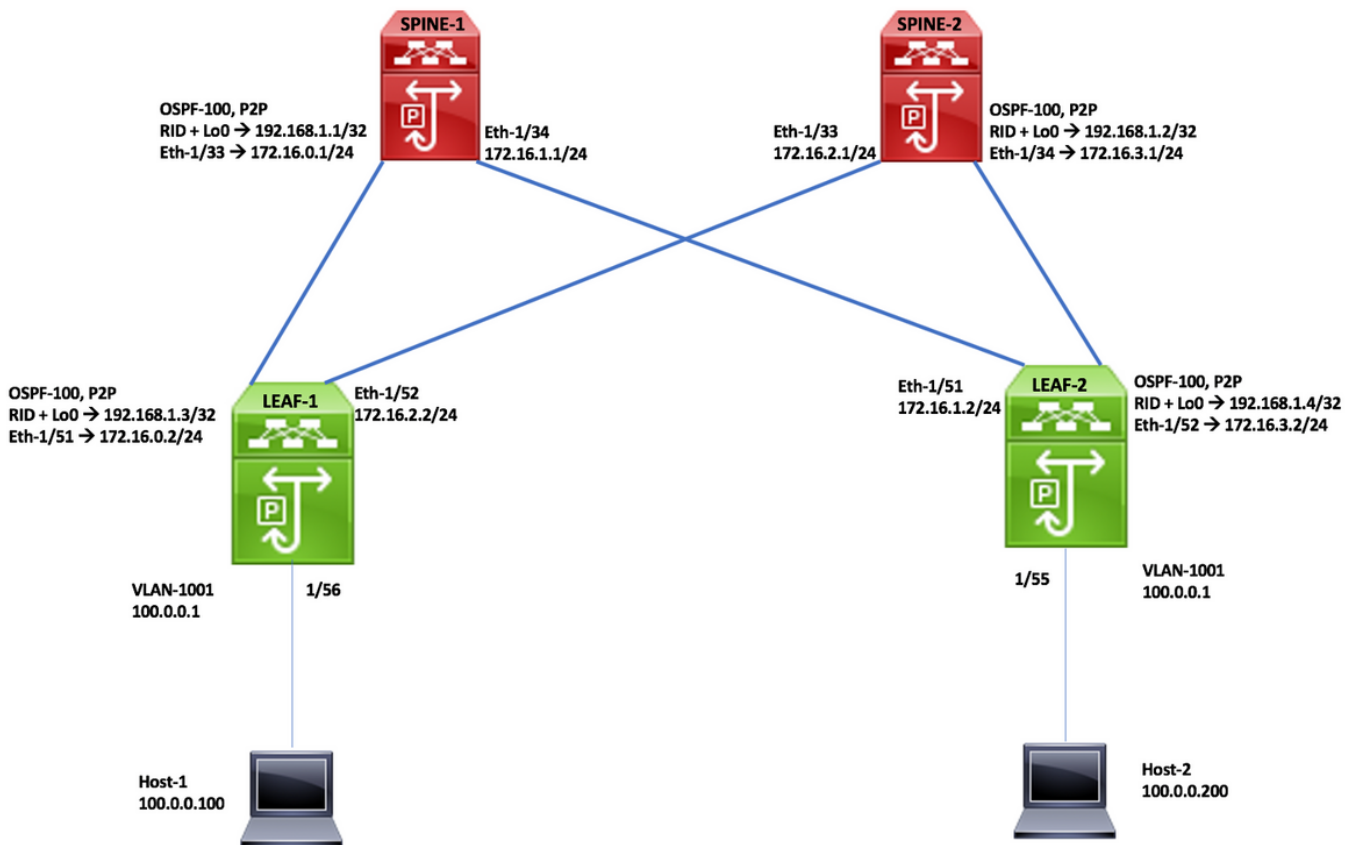 SPINE-1
SPINE-2
OSPF-100, P2P
RID + Lo0 → 192.168.1.1/32
Eth-1/33 → 172.16.0.1/24
P
Eth-1/34
172.16.1.1/24
Eth-1/33
172.16.2.1/24
P
OSPF-100, P2P
RID + Lo0 → 192.168.1.2/32
Eth-1/34 → 172.16.3.1/24
OSPF-100, P2P
RID + Lo0 → 192.168.1.3/32
Eth-1/51 → 172.16.0.2/24
LEAF-1
P
Eth-1/52
172.16.2.2/24
Eth-1/51
172.16.1.2/24
LEAF-2
P
OSPF-100, P2P
RID + Lo0 → 192.168.1.4/32
Eth-1/52 → 172.16.3.2/24
VLAN-1001
100.0.0.1
1/56
1/55
VLAN-1001
100.0.0.1
Host-1
100.0.0.100
Host-2
100.0.0.200